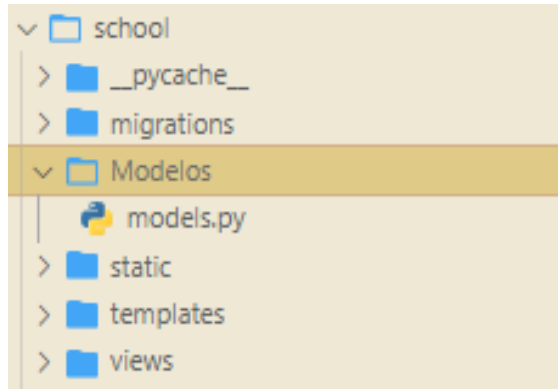 school
__pycache__
migrations
Modelos
models.py
static
templates
views